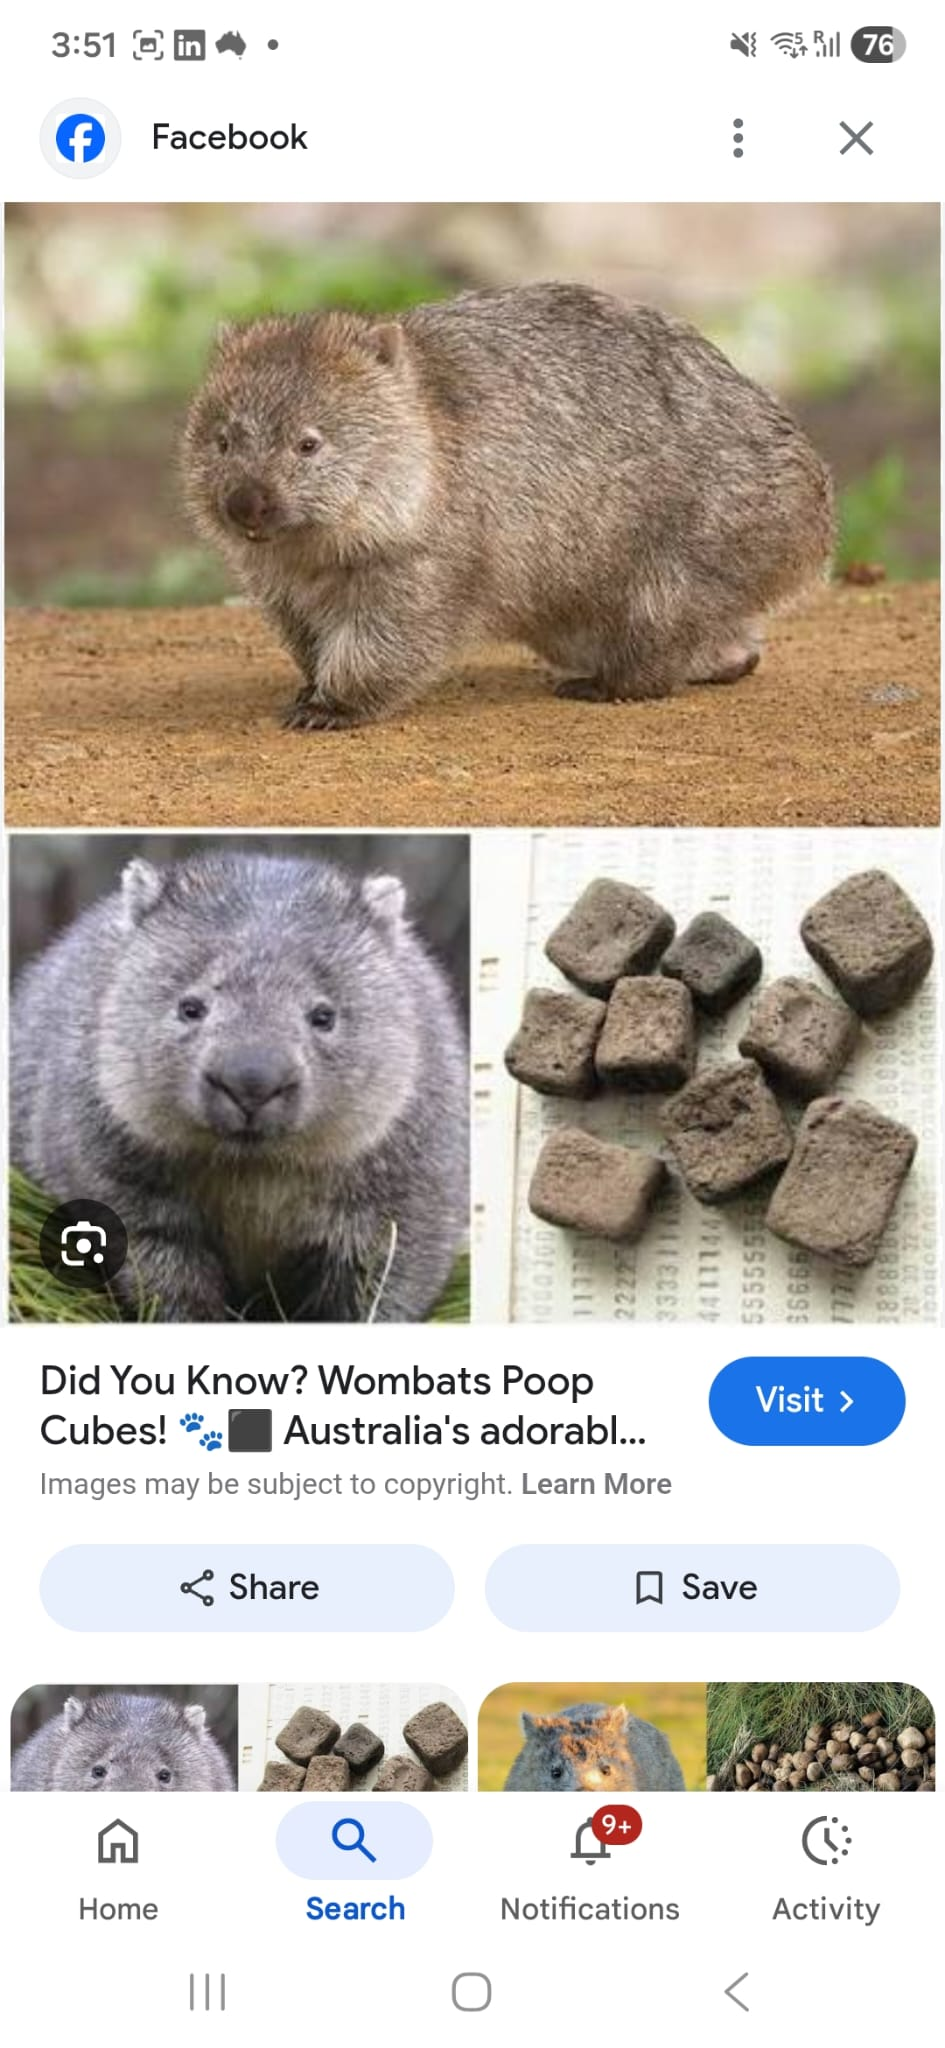 3:51 in 76
Facebook
Did You Know? Wombats Poop
Cubes! 🐾⬛ Australia's adorabl...
Visit
Images may be subject to copyright. Learn More
Share
Save
9+
Home
Search
Notifications
Activity